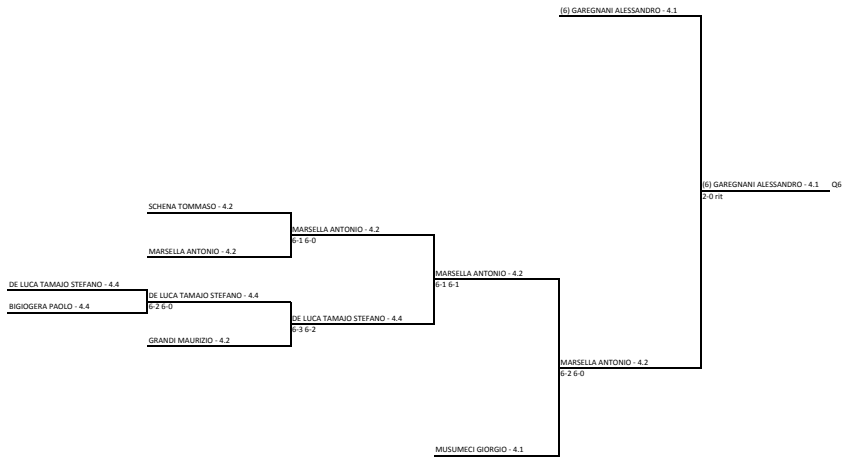 (6) GAREGNANI ALESSANDRO - 4.1
(6) GAREGNANI ALESSANDRO - 4.1 Q6
2-0 rit
SCHENA TOMMASO - 4.2
MARSELLA ANTONIO - 4.2
6-1 6-0
MARSELLA ANTONIO - 4.2
MARSELLA ANTONIO - 4.2
6-1 6-1
DE LUCA TAMAJO STEFANO - 4.4
DE LUCA TAMAJO STEFANO - 4.4
6-2 6-0
BIGIOGERA PAOLO - 4.4
DE LUCA TAMAJO STEFANO - 4.4
6-3 6-2
GRANDI MAURIZIO - 4.2
MARSELLA ANTONIO - 4.2
6-2 6-0
MUSUMECI GIORGIO - 4.1